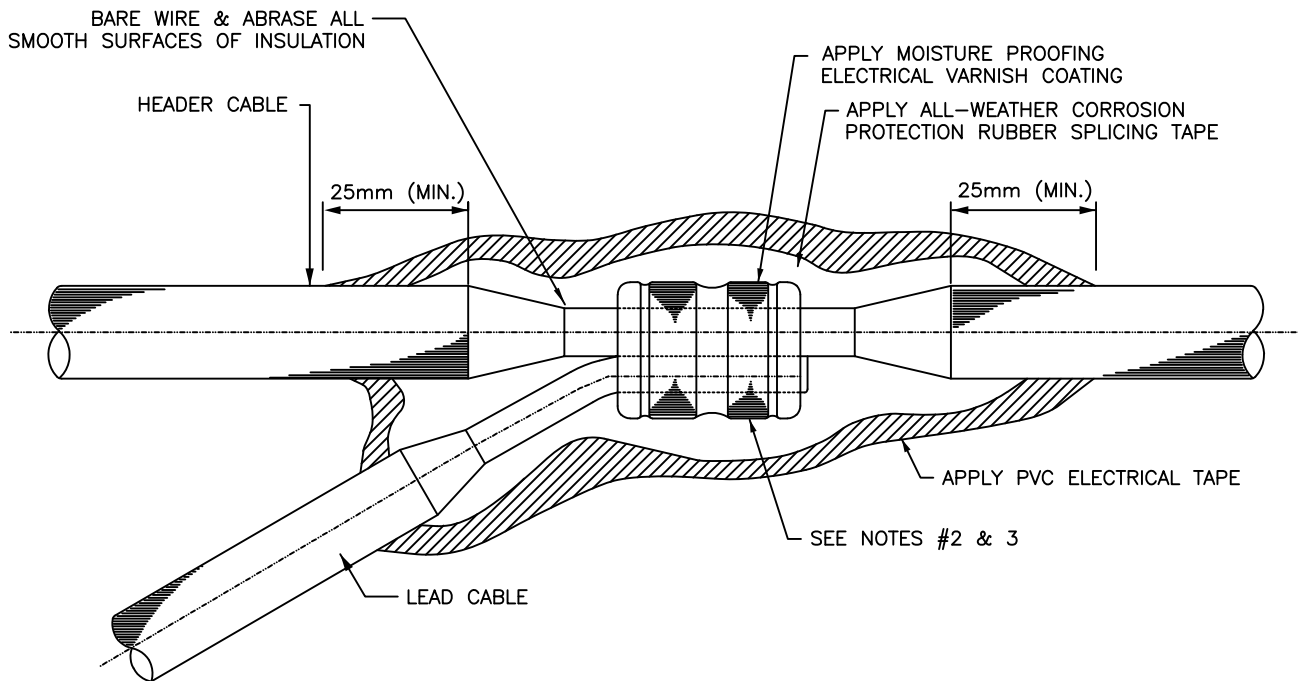 BARE WIRE & ABRASE ALL
SMOOTH SURFACES OF INSULATION
HEADER CABLE
APPLY MOISTURE PROOFING
ELECTRICAL VARNISH COATING
APPLY ALL-WEATHER CORROSION
PROTECTION RUBBER SPLICING TAPE
25mm (MIN.)
25mm (MIN.)
APPLY PVC ELECTRICAL TAPE
SEE NOTES #2 & 3
LEAD CABLE